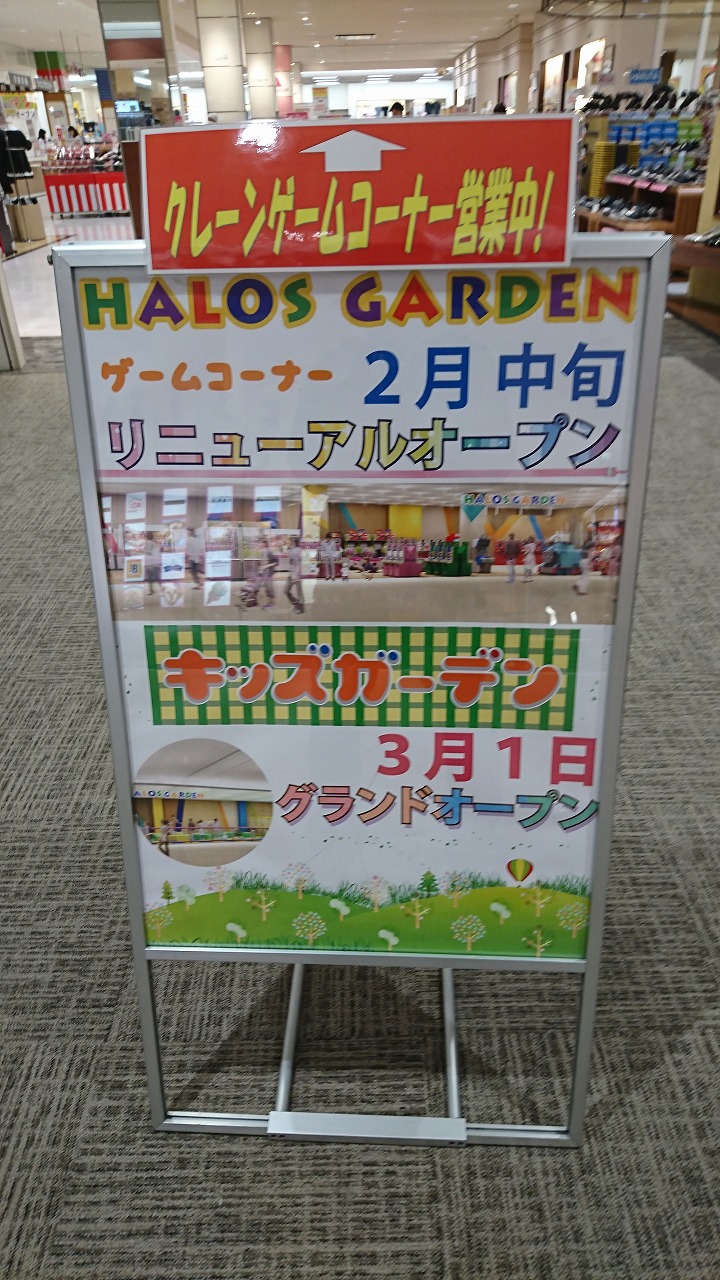 クレーンゲームコーナー営業中!
HALOS GARDEN
ゲームコーナー 2月中旬
リニューアルオープン
HALOS GARDEN
キッズガーデン
3月1日
グランドオープン
ALOS GARDEN